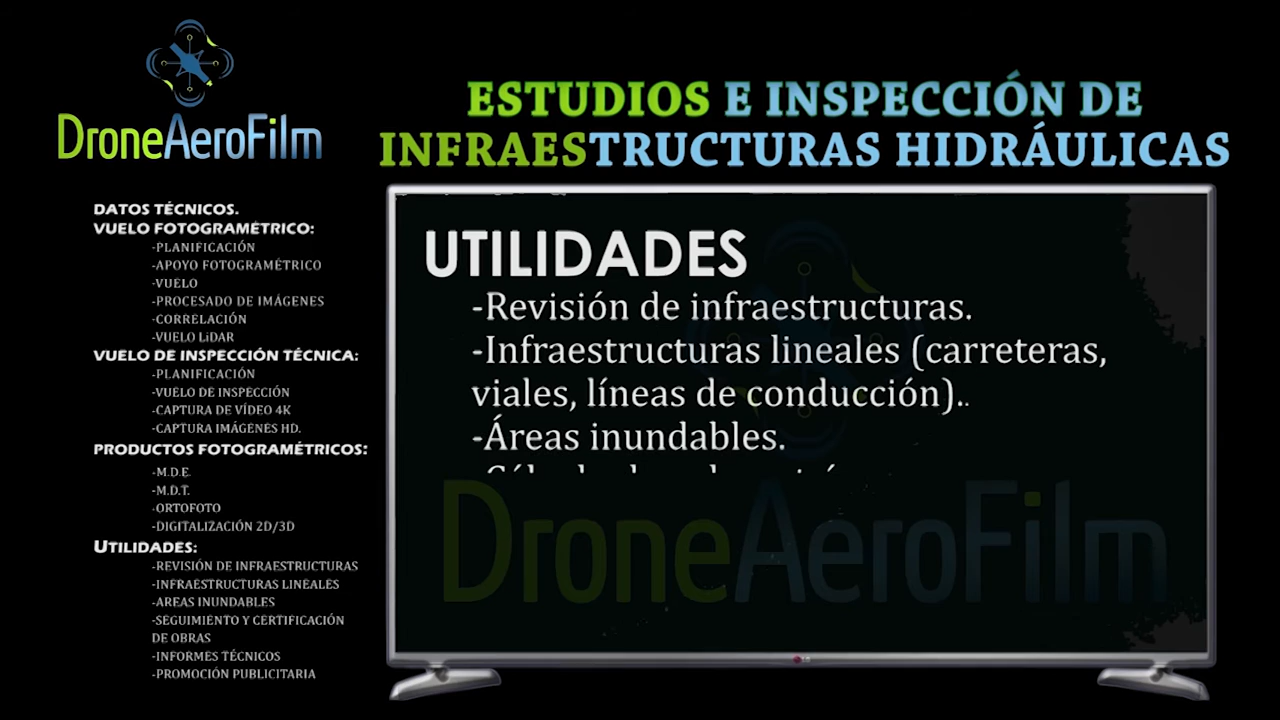 DroneAeroFilm
ESTUDIOS E INSPECCIÓN DE
INFRAESTRUCTURAS HIDRÁULICAS
DATOS TÉCNICOS.
VUELO FOTOGRAMÉTRICO:
-PLANIFICACIÓN
-APOYO FOTOGRAMÉTRICO
-VUELO
-PROCESADO DE IMÁGENES
-CORRELACIÓN
-VUELO LiDAR
VUELO DE INSPECCIÓN TÉCNICA:
-PLANIFICACIÓN
-VUELO DE INSPECCIÓN
-CAPTURA DE VÍDEO 4K
-CAPTURA IMÁGENES HD.
PRODUCTOS FOTOGRAMÉTRICOS:
-M.D.E.
-M.D.T.
-ORTOFOTO
-DIGITALIZACIÓN 2D/3D
UTILIDADES:
-REVISIÓN DE INFRAESTRUCTURAS
-INFRAESTRUCTURAS LINEALES
-AREAS INUNDABLES
-SEGUIMIENTO Y CERTIFICACIÓN
DE OBRAS
-INFORMES TÉCNICOS
-PROMOCIÓN PUBLICITARIA
UTILIDADES
-Revisión de infraestructuras.
-Infraestructuras lineales (carreteras,
viales, líneas de conducción)..
-Áreas inundables.
DroneAeroFilm
LG